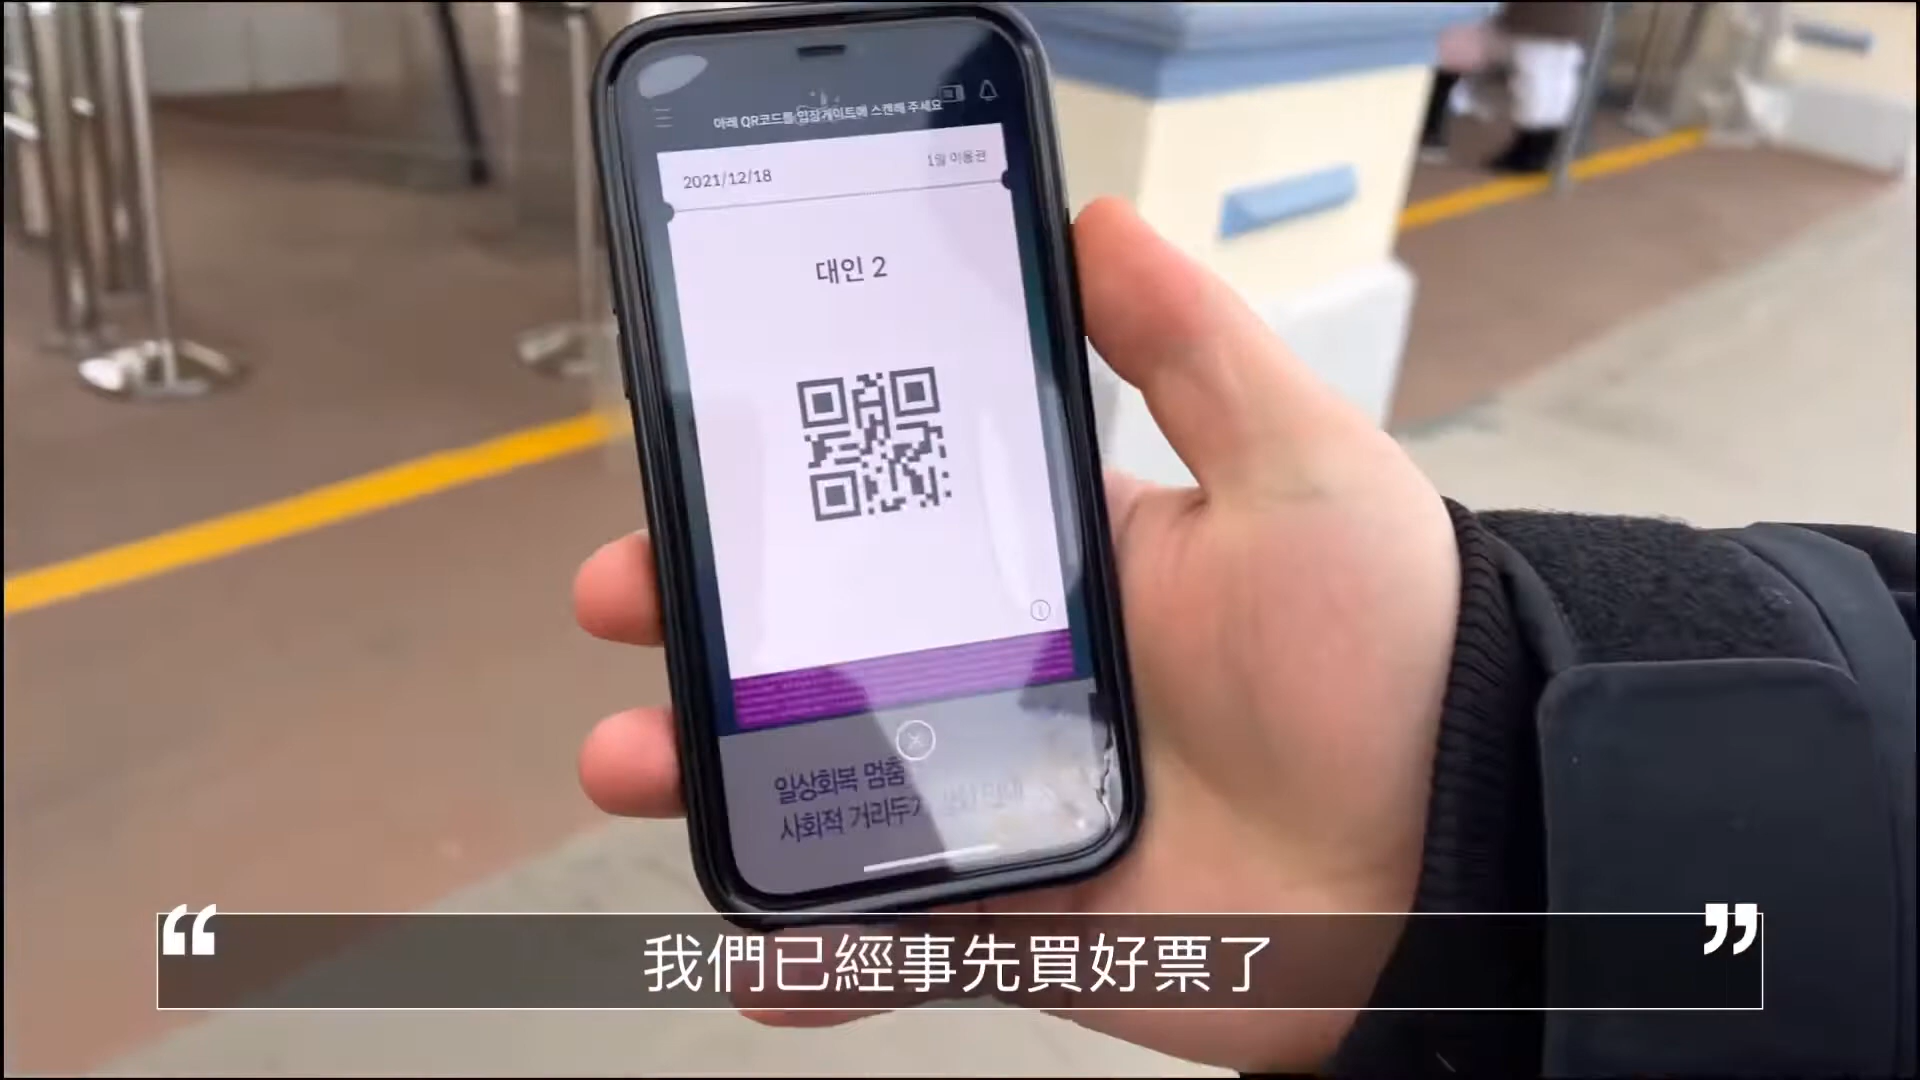 아래 QR코드를 입장게이트에 스캔해 주세요
2021/12/18
1일 이용권
대인 2
일상회복 멈춤
사회적 거리두기
“
我們已經事先買好票了
”